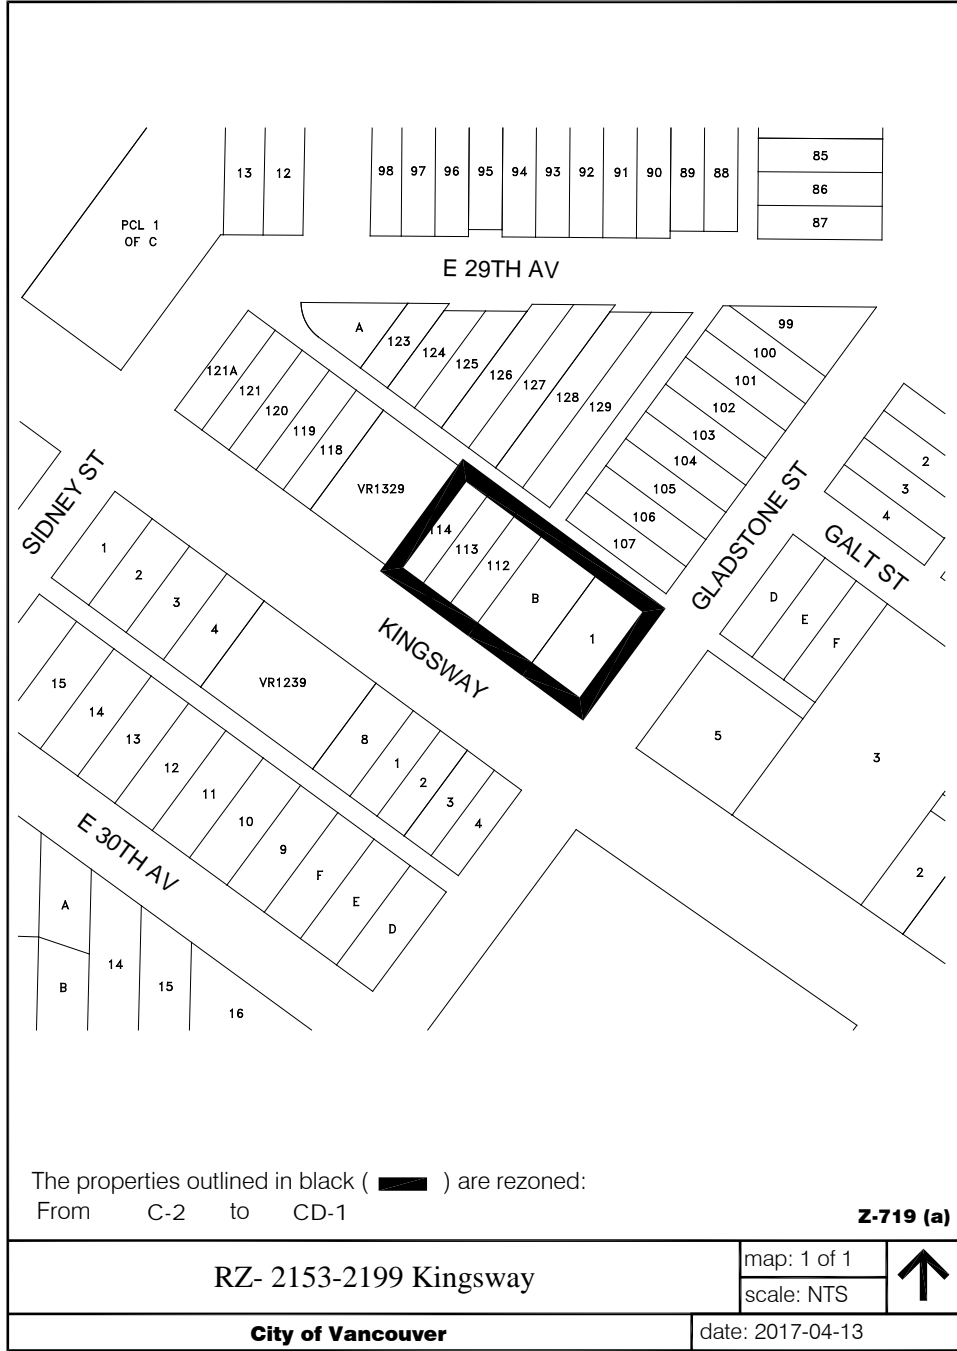 13 12 98 97 96 95 94 93 92 91 90 89 88
85
86
87
PCL 1
OF C
E 29TH AV
A 123 124 125 126 127 128 129
99
100
101
102
103
104
105
106
107
121A 121 120 119 118 VR1329
114 113 112 B 1
SIDNEY ST
GLADSTONE ST
GALT ST
KINGSWAY
2
3
4
D E F
5 3
2
1 2 3 4 VR1239 8 1 2 3 4
15 14 13 12 11 10 9 F E D
E 30TH AV
A
B
14 15 16
The properties outlined in black ( ) are rezoned:
From C-2 to CD-1
Z-719 (a)
RZ- 2153-2199 Kingsway
map: 1 of 1
scale: NTS
City of Vancouver
date: 2017-04-13